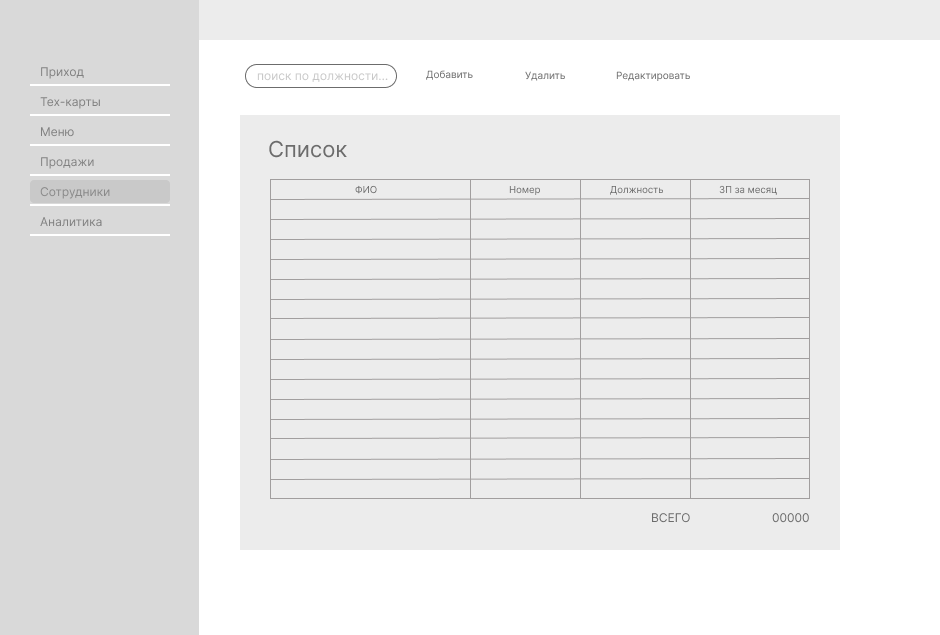 Приход
Тех-карты
Меню
Продажи
Сотрудники
Аналитика
поиск по должности... Добавить Удалить Редактировать
Список
ФИО Номер Должность ЗП за месяц
ВСЕГО 00000